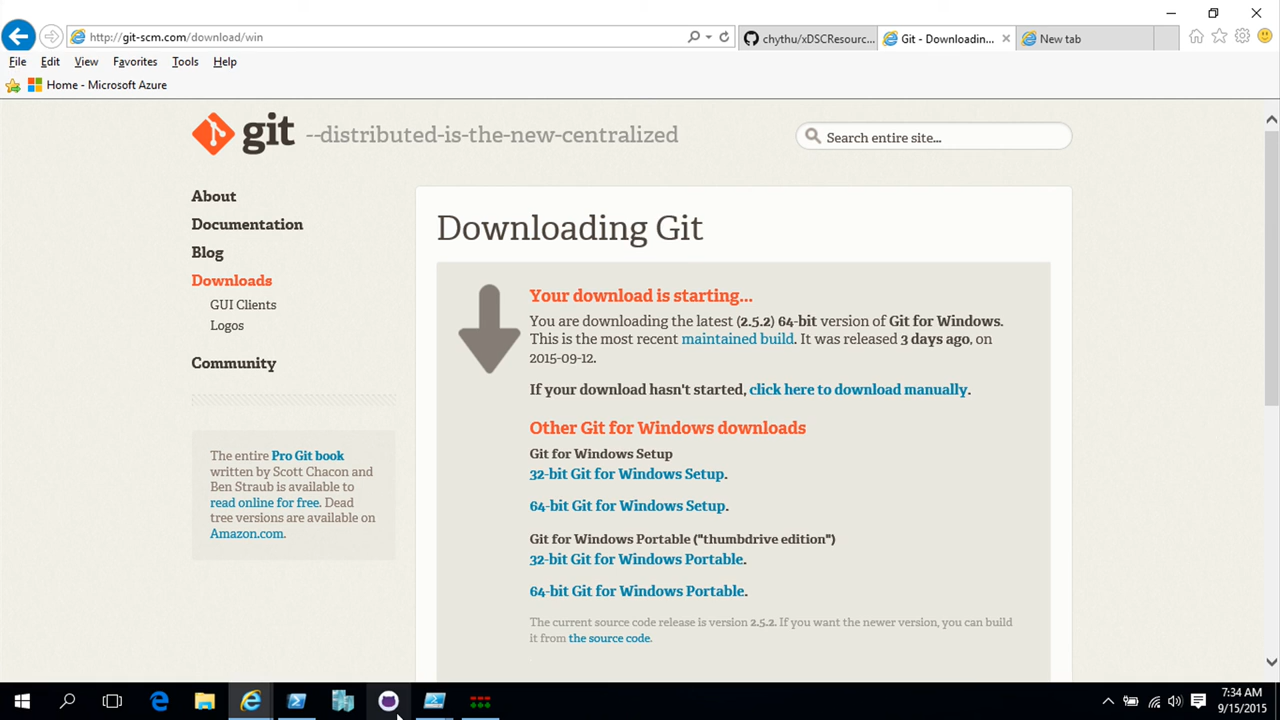 http://git-scm.com/download/win
chythu/xDSCResourc...
Git - Downloadin...
New tab
File Edit View Favorites Tools Help
Home - Microsoft Azure
git --distributed-is-the-new-centralized
Search entire site...
About
Documentation
Blog
Downloads
GUI Clients
Logos
Community
The entire Pro Git book
written by Scott Chacon and
Ben Straub is available to
read online for free. Dead
tree versions are available on
Amazon.com.
Downloading Git
Your download is starting...
You are downloading the latest (2.5.2) 64-bit version of Git for Windows.
This is the most recent maintained build. It was released 3 days ago, on
2015-09-12.
If your download hasn't started, click here to download manually.
Other Git for Windows downloads
Git for Windows Setup
32-bit Git for Windows Setup.
64-bit Git for Windows Setup.
Git for Windows Portable ("thumbdrive edition")
32-bit Git for Windows Portable.
64-bit Git for Windows Portable.
The current source code release is version 2.5.2. If you want the newer version, you can build
it from the source code.
7:34 AM
9/15/2015